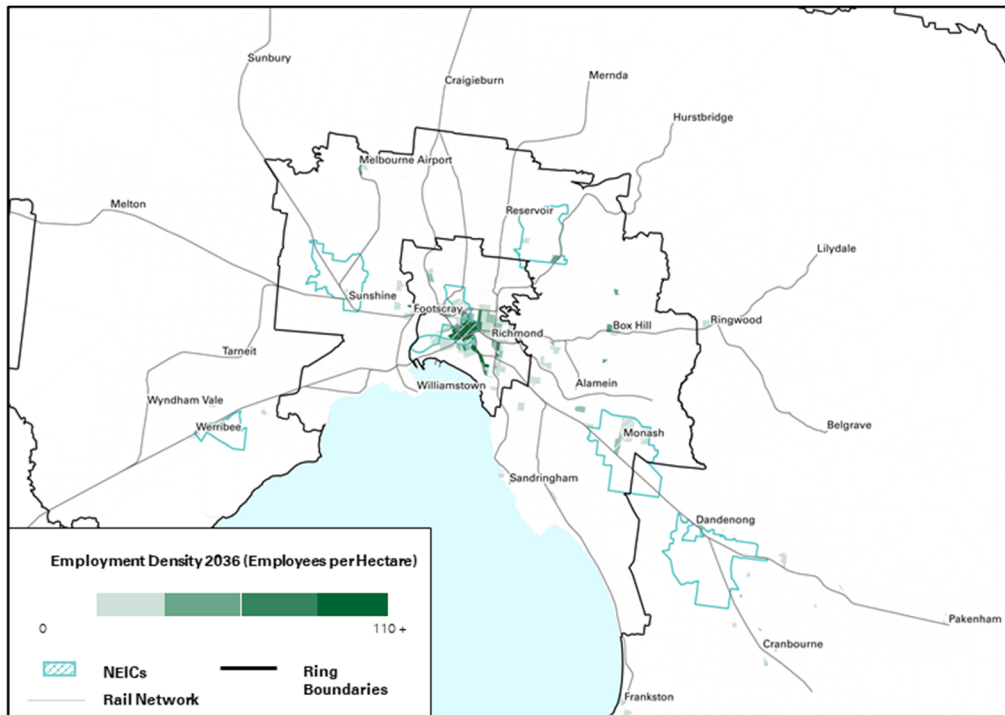 Sunbury
Craigieburn
Mernda
Hurstbridge
Melbourne Airport
Melton
Reservoir
Lilydale
Sunshine
Footscray
Ringwood
Richmond
Box Hill
Tarneit
Williamstown
Alamein
Wyndham Vale
Werribee
Belgrave
Monash
Sandringham
Dandenong
Pakenham
Cranbourne
Frankston
Employment Density 2036 (Employees per Hectare)
0
110 +
NEICs
Ring
Boundaries
Rail Network